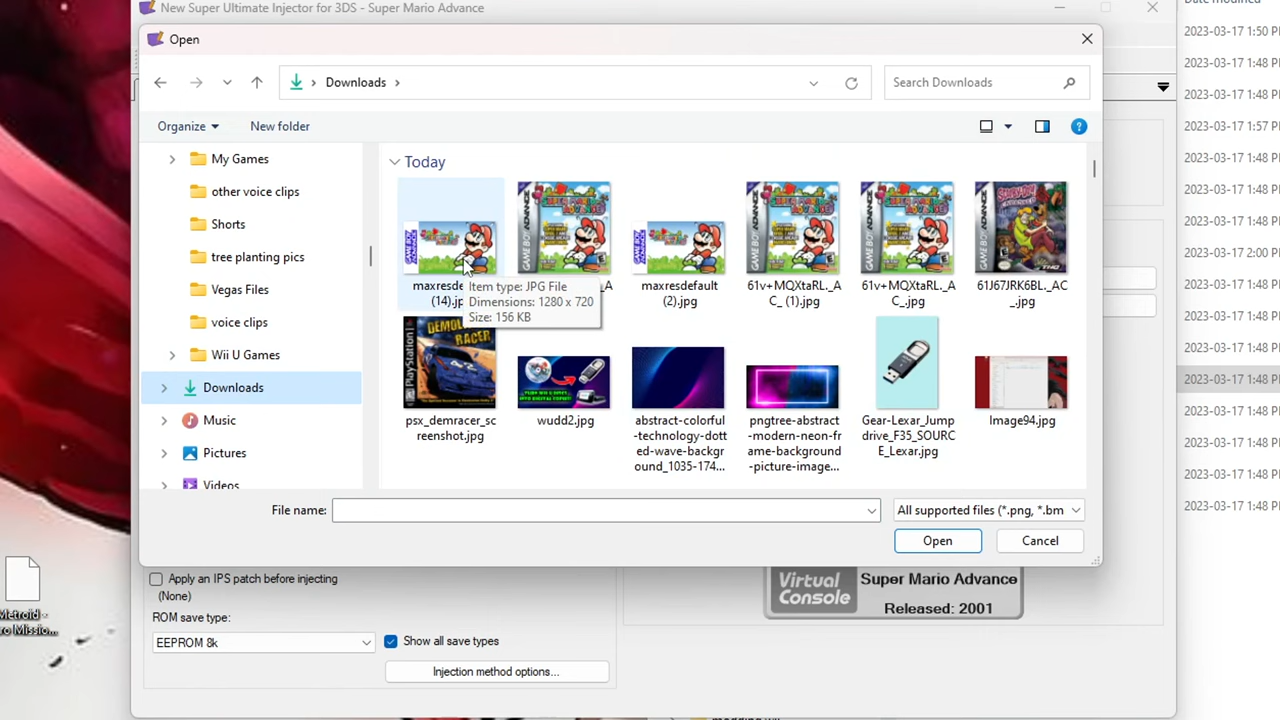 New Super Ultimate Injector for 3DS - Super Mario Advance
Date modified
Open
Downloads
Search Downloads
Organize
New folder
My Games
other voice clips
Shorts
tree planting pics
Vegas Files
voice clips
Wii U Games
Downloads
Music
Pictures
Videos
Today
maxresde
(14).jp
maxresdefault
(2).jpg
61v+MQXtaRL._A
C_ (1).jpg
61v+MQXtaRL._A
C_.jpg
61J67JRK6BL._AC
_.jpg
Item type: JPG File
Dimensions: 1280 x 720
Size: 156 KB
psx_demracer_sc
reenshot.jpg
wudd2.jpg
abstract-colorful
-technology-dott
ed-wave-backgr
ound_1035-174...
pngtree-abstract
-modern-neon-fr
ame-background
-picture-image...
Gear-Lexar_Jump
drive_F35_SOURC
E_Lexar.jpg
Image94.jpg
File name:
All supported files (*.png, *.bm
Open
Cancel
Apply an IPS patch before injecting
(None)
ROM save type:
EEPROM 8k
Show all save types
Injection method options...
Virtual
Console
Super Mario Advance
Released: 2001
Metroid -
ro Missio...
2023-03-17 1:50 P
2023-03-17 1:48 P
2023-03-17 1:48 P
2023-03-17 1:57 P
2023-03-17 1:48 P
2023-03-17 1:48 P
2023-03-17 1:48 P
2023-03-17 2:00 P
2023-03-17 1:48 P
2023-03-17 1:48 P
2023-03-17 1:48 P
2023-03-17 1:48 P
2023-03-17 1:48 P
2023-03-17 1:48 P
2023-03-17 1:48 P
2023-03-17 1:48 P